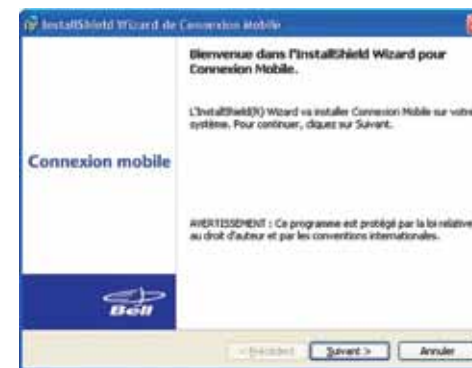 InstallShield Wizard de Connexion Mobile
Bienvenue dans l'InstallShield Wizard pour
Connexion Mobile.
L'InstallShield(R) Wizard va installer Connexion Mobile sur votre
système. Pour continuer, cliquez sur Suivant.
Connexion mobile
AVERTISSEMENT : Ce programme est protégé par la loi relative
au droit d'auteur et par les conventions internationales.
Bell
< Précédent
Suivant >
Annuler